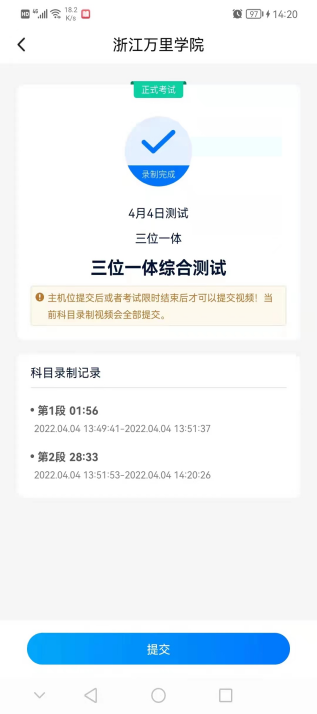 HD 4G 18.2 K/s 97 14:20
浙江万里学院
正式考试
录制完成
4月4日测试
三位一体
三位一体综合测试
主机位提交后或者考试限时结束后才可以提交视频！当
前科目录制视频会全部提交。
科目录制记录
• 第1段 01:56
2022.04.04 13:49:41-2022.04.04 13:51:37
• 第2段 28:33
2022.04.04 13:51:53-2022.04.04 14:20:26
提交